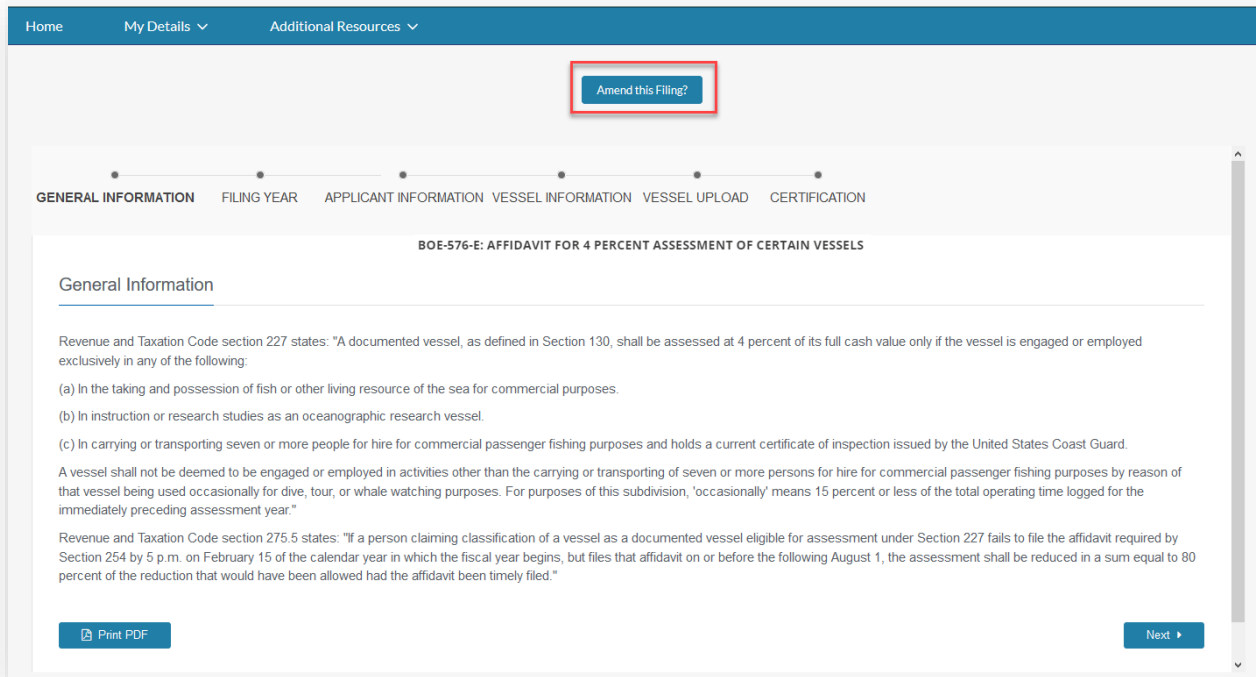 Home My Details Additional Resources
Amend this Filing?
GENERAL INFORMATION FILING YEAR APPLICANT INFORMATION VESSEL INFORMATION VESSEL UPLOAD CERTIFICATION
BOE-576-E: AFFIDAVIT FOR 4 PERCENT ASSESSMENT OF CERTAIN VESSELS
General Information
Revenue and Taxation Code section 227 states: "A documented vessel, as defined in Section 130, shall be assessed at 4 percent of its full cash value only if the vessel is engaged or employed
exclusively in any of the following:
(a) In the taking and possession of fish or other living resource of the sea for commercial purposes.
(b) In instruction or research studies as an oceanographic research vessel.
(c) In carrying or transporting seven or more people for hire for commercial passenger fishing purposes and holds a current certificate of inspection issued by the United States Coast Guard.
A vessel shall not be deemed to be engaged or employed in activities other than the carrying or transporting of seven or more persons for hire for commercial passenger fishing purposes by reason of
that vessel being used occasionally for dive, tour, or whale watching purposes. For purposes of this subdivision, 'occasionally' means 15 percent or less of the total operating time logged for the
immediately preceding assessment year."
Revenue and Taxation Code section 275.5 states: "If a person claiming classification of a vessel as a documented vessel eligible for assessment under Section 227 fails to file the affidavit required by
Section 254 by 5 p.m. on February 15 of the calendar year in which the fiscal year begins, but files that affidavit on or before the following August 1, the assessment shall be reduced in a sum equal to 80
percent of the reduction that would have been allowed had the affidavit been timely filed."
Print PDF Next